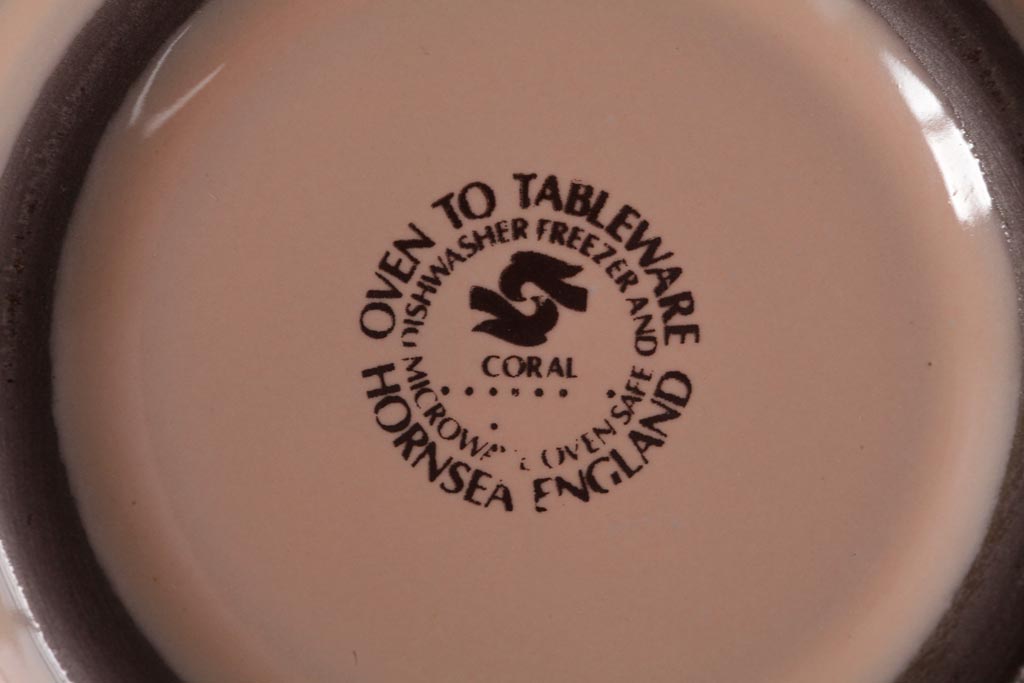 OVEN TO TABLEWARE
DISHWASHER FREEZER AND
CORAL
OVEN SAFE
HORNSEA ENGLAND